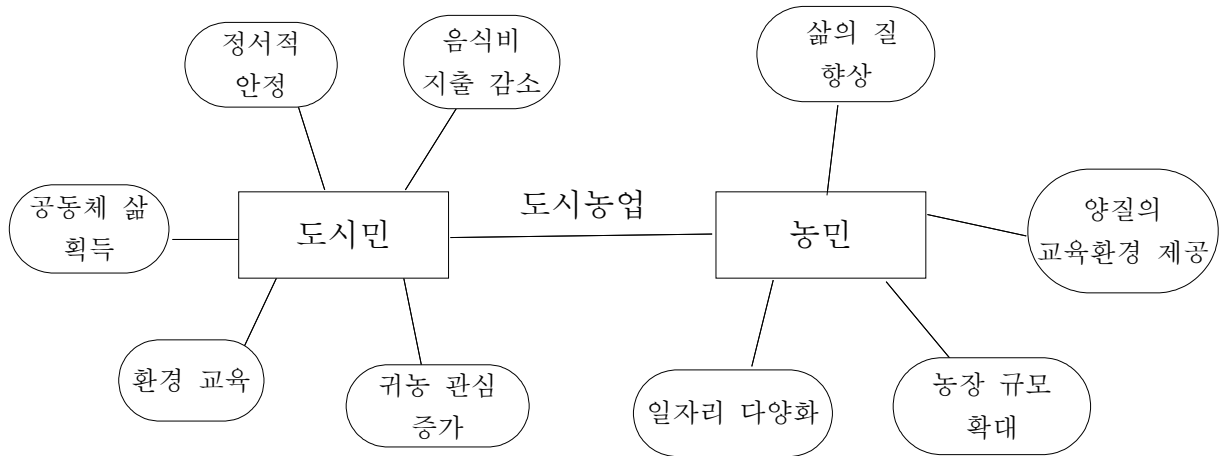 정서적
안정
음식비
지출 감소
삶의 질
향상
공동체 삶
획득
도시민
도시농업
농민
양질의
교육환경 제공
환경 교육
귀농 관심
증가
일자리 다양화
농장 규모
확대